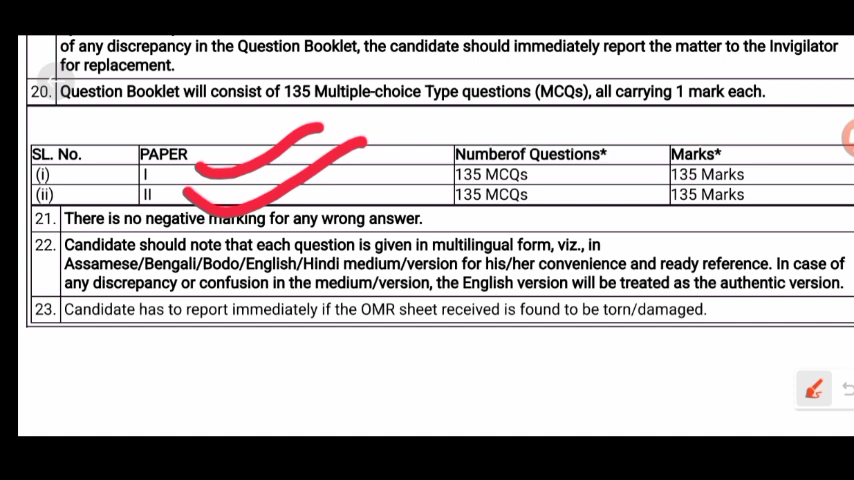 of any discrepancy in the Question Booklet, the candidate should immediately report the matter to the Invigilator
for replacement.
20. Question Booklet will consist of 135 Multiple-choice Type questions (MCQs), all carrying 1 mark each.
SL. No. PAPER Numberof Questions* Marks*
(i) I 135 MCQs 135 Marks
(ii) II 135 MCQs 135 Marks
21. There is no negative marking for any wrong answer.
22. Candidate should note that each question is given in multilingual form, viz., in
Assamese/Bengali/Bodo/English/Hindi medium/version for his/her convenience and ready reference. In case of
any discrepancy or confusion in the medium/version, the English version will be treated as the authentic version.
23. Candidate has to report immediately if the OMR sheet received is found to be torn/damaged.